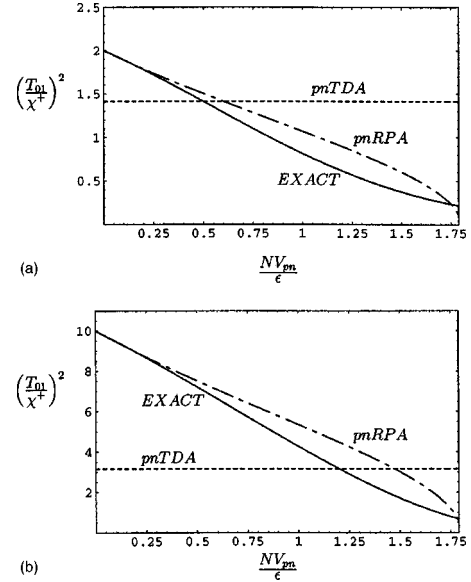 2.5
2
1.5
1
0.5
(T₀₁/χ⁺)²
pnTDA
pnRPA
EXACT
0.25 0.5 0.75 1 1.25 1.5 1.75
(a)
NVₚₙ/ϵ
10
8
6
4
2
(T₀₁/χ⁺)²
EXACT
pnRPA
pnTDA
0.25 0.5 0.75 1 1.25 1.5 1.75
(b)
NVₚₙ/ϵ